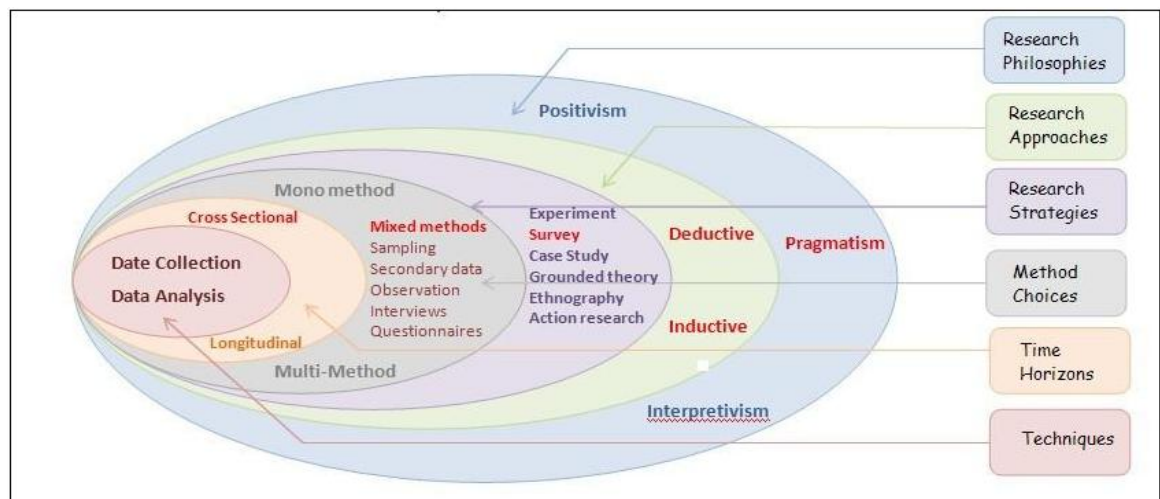 Research
Philosophies
Positivism
Research
Approaches
Mono method
Research
Strategies
Cross Sectional
Mixed methods
Sampling
Secondary data
Observation
Interviews
Questionnaires
Experiment
Survey
Case Study
Grounded theory
Ethnography
Action research
Deductive
Inductive
Pragmatism
Date Collection
Data Analysis
Method
Choices
Longitudinal
Multi-Method
Time
Horizons
Interpretivism
Techniques